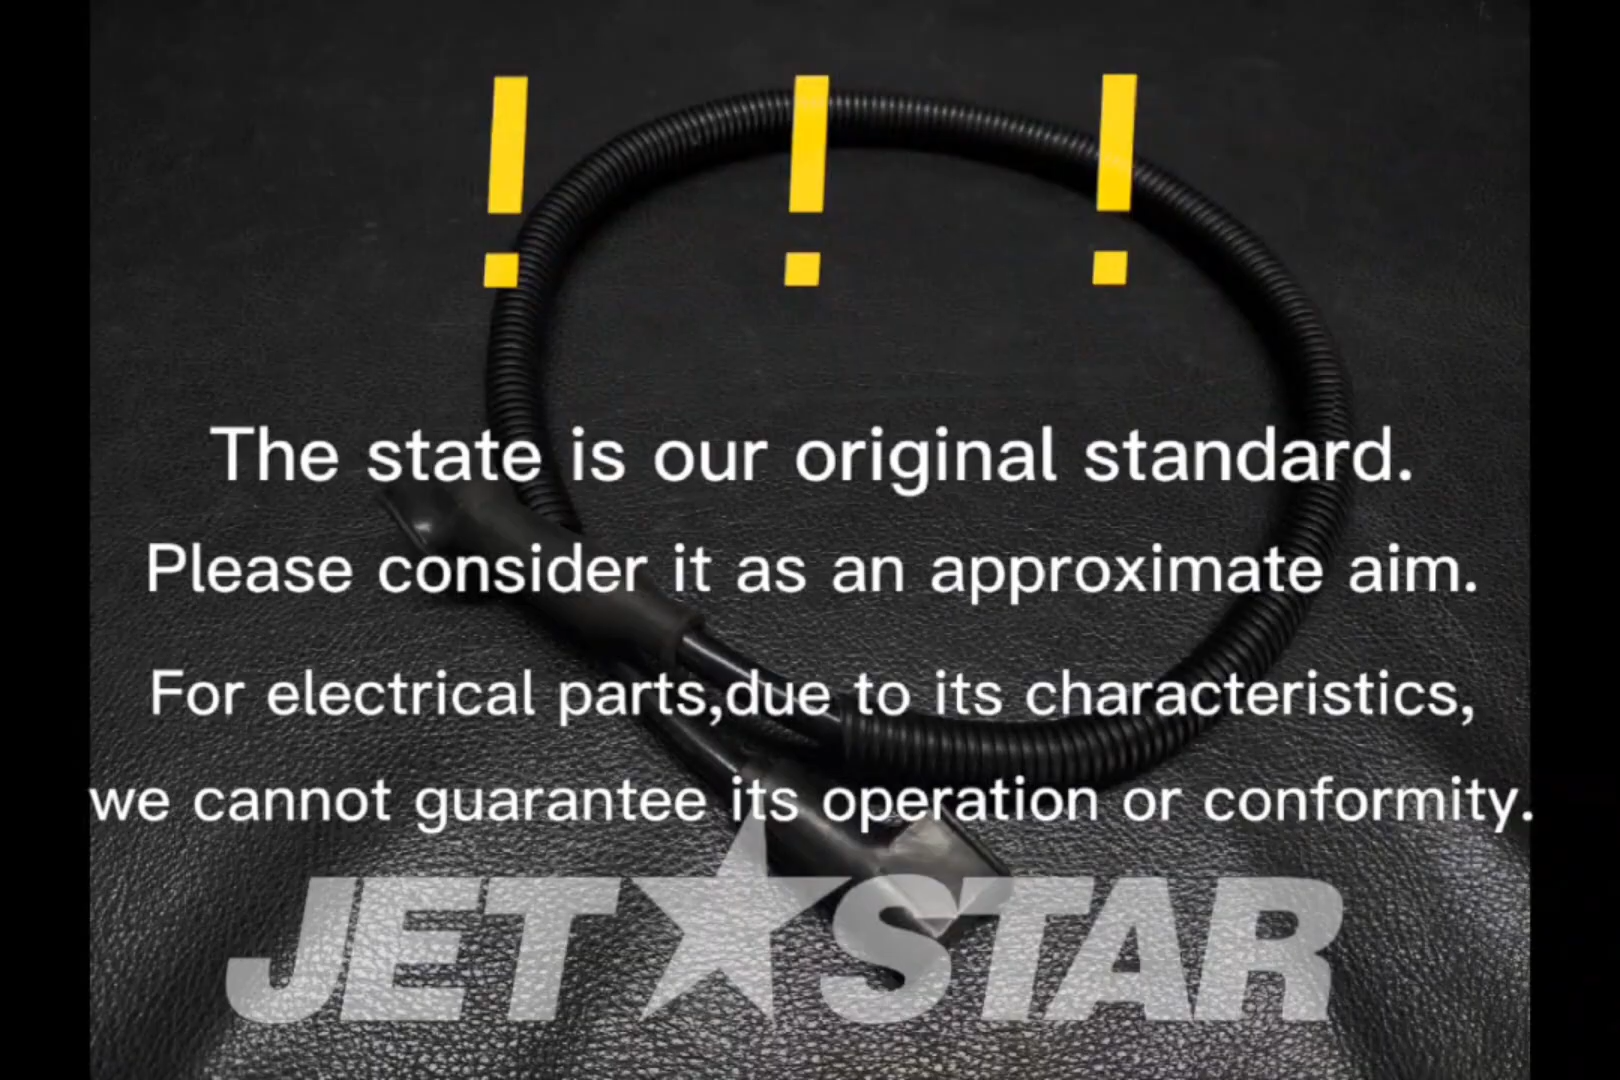 ! ! !
The state is our original standard.
Please consider it as an approximate aim.
For electrical parts,due to its characteristics,
we cannot guarantee its operation or conformity.
JET★STAR